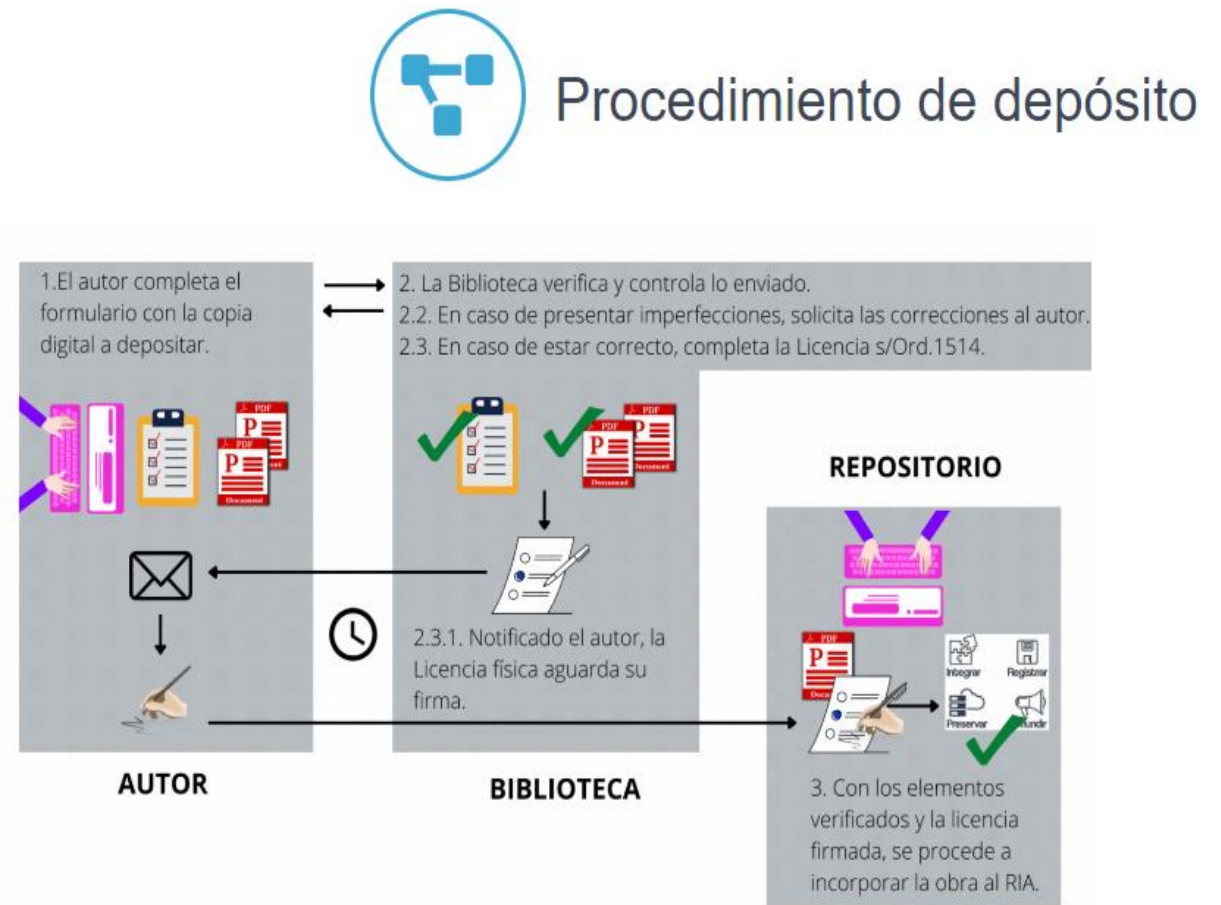 Procedimiento de depósito
1.El autor completa el
formulario con la copia
digital a depositar.
2. La Biblioteca verifica y controla lo enviado.
2.2. En caso de presentar imperfecciones, solicita las correcciones al autor.
2.3. En caso de estar correcto, completa la Licencia s/Ord.1514.
PDF
PDF
Document
PDF
PDF
Document
2.3.1. Notificado el autor, la
Licencia física aguarda su
firma.
AUTOR
BIBLIOTECA
REPOSITORIO
PDF
Integrar
Registrar
Preservar
3. Con los elementos
verificados y la licencia
firmada, se procede a
incorporar la obra al RIA.